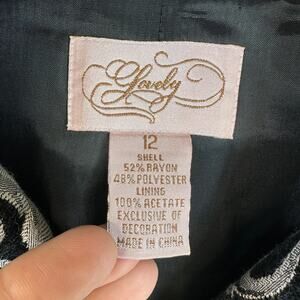 Lovely
12
SHELL
52% RAYON
48% POLYESTER
LINING
100% ACETATE
EXCLUSIVE OF
DECORATION
MADE IN CHINA